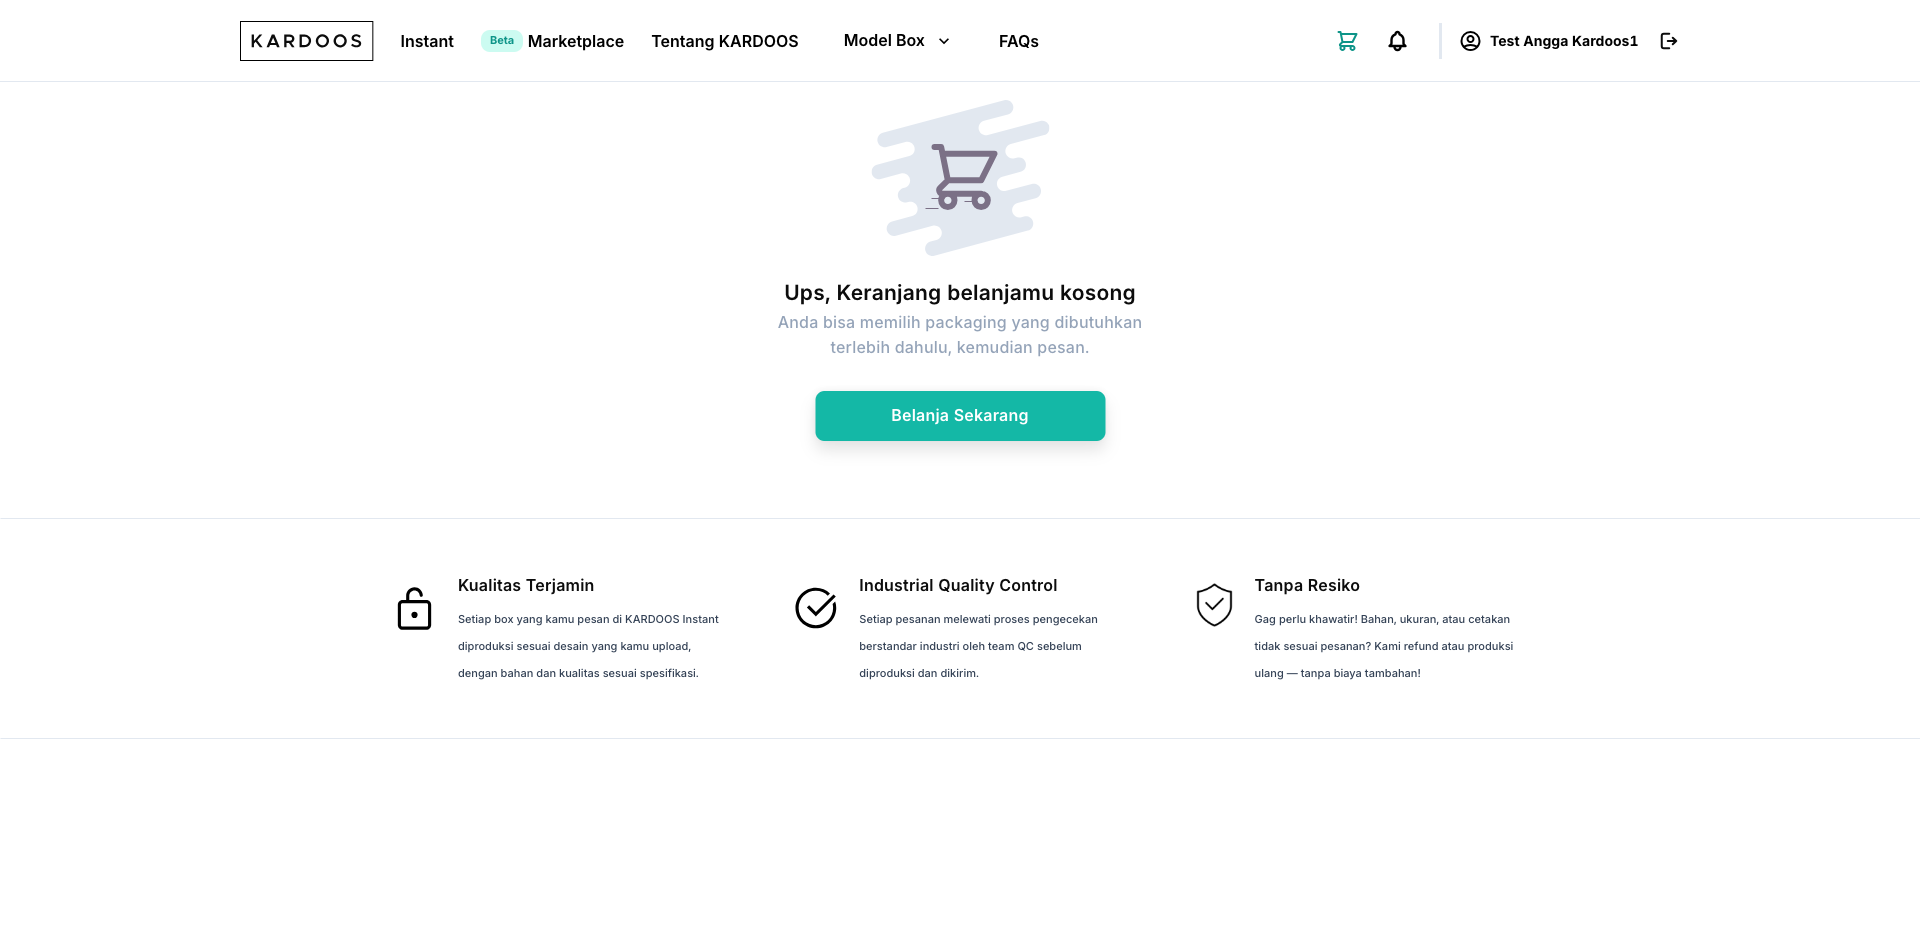 KARDOOS
Instant
Beta
Marketplace
Tentang KARDOOS
Model Box
FAQs
Test Angga Kardoos1
Ups, Keranjang belanjamu kosong
Anda bisa memilih packaging yang dibutuhkan
terlebih dahulu, kemudian pesan.
Belanja Sekarang
Kualitas Terjamin
Setiap box yang kamu pesan di KARDOOS Instant
diproduksi sesuai desain yang kamu upload,
dengan bahan dan kualitas sesuai spesifikasi.
Industrial Quality Control
Setiap pesanan melewati proses pengecekan
berstandar industri oleh team QC sebelum
diproduksi dan dikirim.
Tanpa Resiko
Gag perlu khawatir! Bahan, ukuran, atau cetakan
tidak sesuai pesanan? Kami refund atau produksi
ulang — tanpa biaya tambahan!